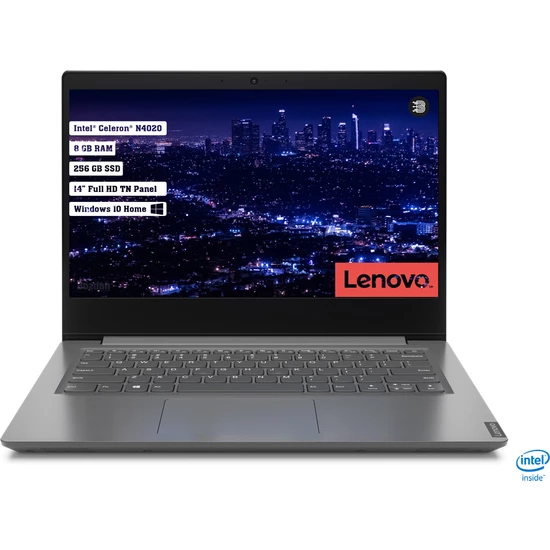 Intel® Celeron® N4020
8 GB RAM
256 GB SSD
14" Full HD TN Panel
Windows 10 Home
Lenovo
Lenovo
intel
inside